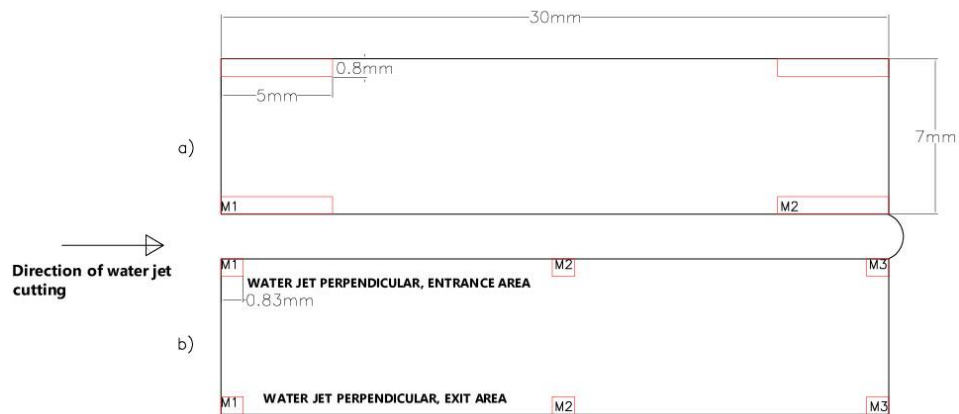 30mm
0.8mm
5mm
7mm
a)
M1
M2
Direction of water jet
cutting
M1
M2
M3
WATER JET PERPENDICULAR, ENTRANCE AREA
0.83mm
b)
M1
WATER JET PERPENDICULAR, EXIT AREA
M2
M3